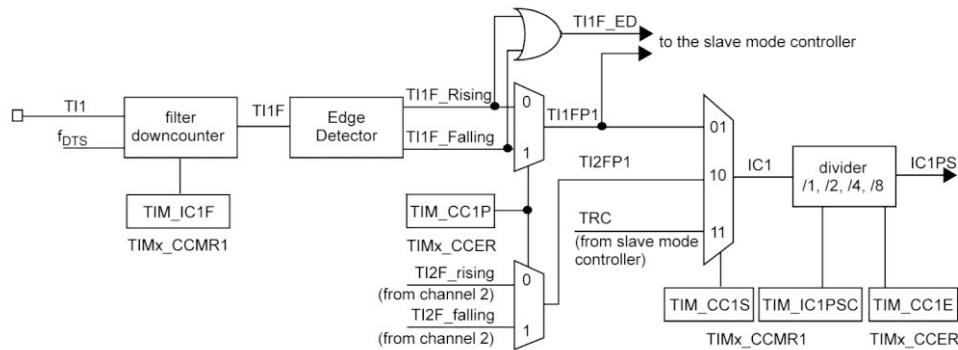 TI1F_ED
to the slave mode controller
TI1
fDTS
filter
downcounter
TI1F
Edge
Detector
TI1F_Rising
TI1F_Falling
0
1
TI1FP1
TI2FP1
TRC
(from slave mode
controller)
01
10
11
IC1
divider
/1, /2, /4, /8
IC1PS
TIM_IC1F
TIMx_CCMR1
TIM_CC1P
TIMx_CCER
TI2F_rising
(from channel 2)
TI2F_falling
(from channel 2)
0
1
TIM_CC1S
TIM_IC1PSC
TIM_CC1E
TIMx_CCMR1
TIMx_CCER